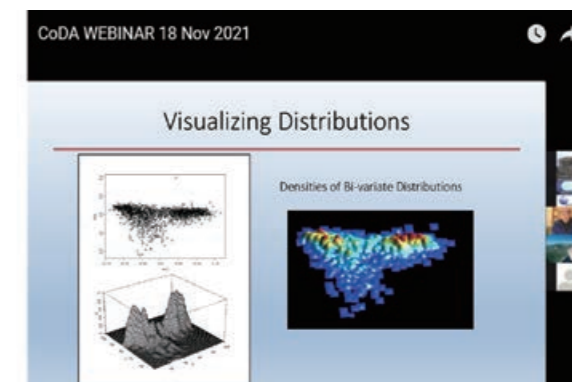 CoDA WEBINAR 18 Nov 2021
Visualizing Distributions
Densities of Bi-variate Distributions